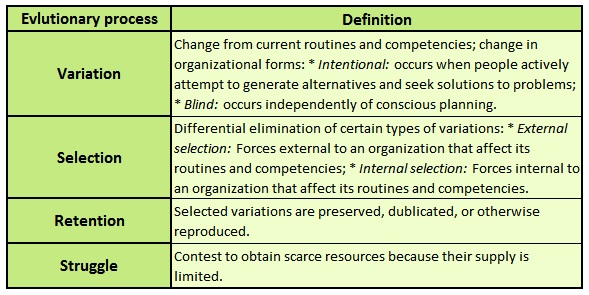 Evlutionary process
Definition
Variation
Change from current routines and competencies; change in
organizational forms: * Intentional: occurs when people actively
attempt to generate alternatives and seek solutions to problems;
* Blind: occurs independently of conscious planning.
Selection
Differential elimination of certain types of variations: * External
selection: Forces external to an organization that affect its
routines and competencies; * Internal selection: Forces internal to
an organization that affect its routines and competencies.
Retention
Selected variations are preserved, dublicated, or otherwise
reproduced.
Struggle
Contest to obtain scarce resources because their supply is
limited.